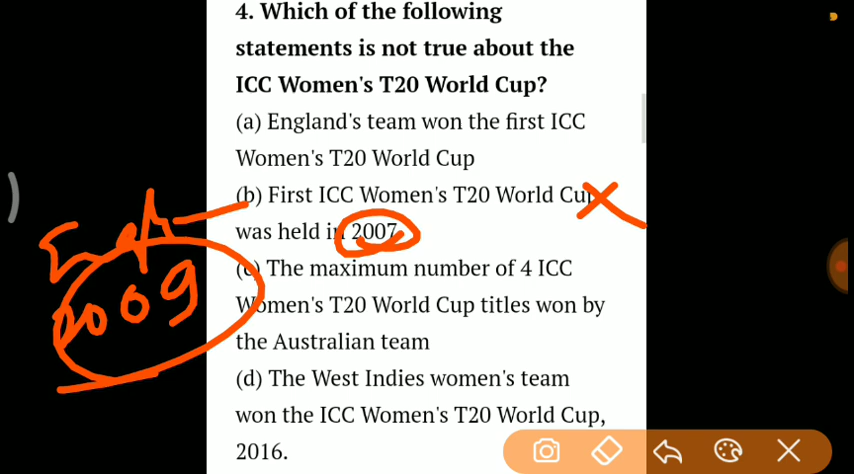 4. Which of the following
statements is not true about the
ICC Women's T20 World Cup?
(a) England's team won the first ICC
Women's T20 World Cup
(b) First ICC Women's T20 World Cup
was held in 2007
(c) The maximum number of 4 ICC
Women's T20 World Cup titles won by
the Australian team
(d) The West Indies women's team
won the ICC Women's T20 World Cup,
2016.
2009